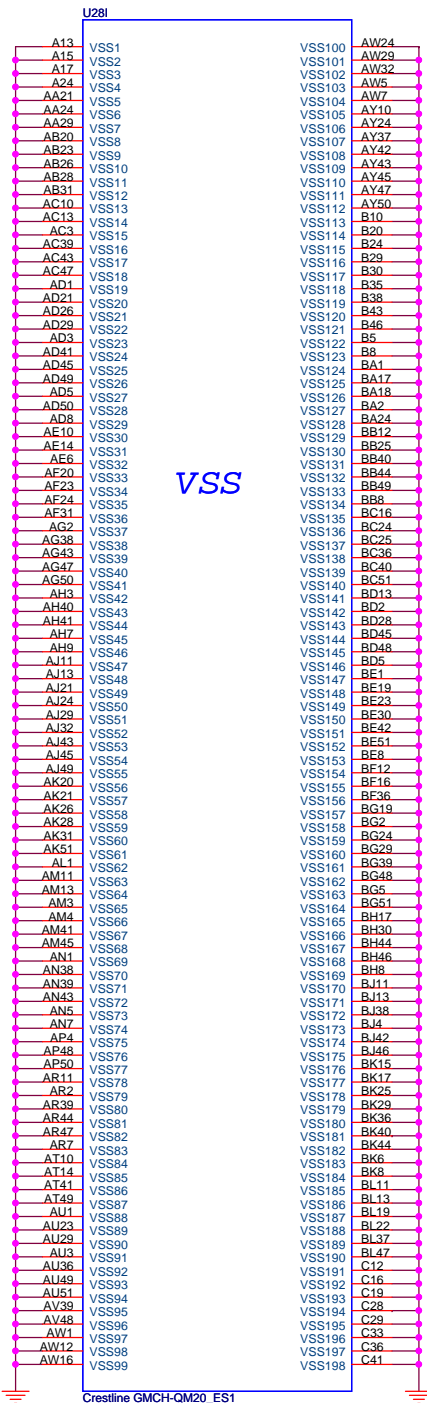 U28I
A13 VSS1 VSS100 AW24
A15 VSS2 VSS101 AW29
A17 VSS3 VSS102 AW32
A24 VSS4 VSS103 AW5
AA21 VSS5 VSS104 AW7
AA24 VSS6 VSS105 AY10
AA29 VSS7 VSS106 AY24
AB20 VSS8 VSS107 AY37
AB23 VSS9 VSS108 AY42
AB26 VSS10 VSS109 AY43
AB28 VSS11 VSS110 AY45
AB31 VSS12 VSS111 AY47
AC10 VSS13 VSS112 AY50
AC13 VSS14 VSS113 B10
AC3 VSS15 VSS114 B20
AC39 VSS16 VSS115 B24
AC43 VSS17 VSS116 B29
AC47 VSS18 VSS117 B30
AD1 VSS19 VSS118 B35
AD21 VSS20 VSS119 B38
AD26 VSS21 VSS120 B43
AD29 VSS22 VSS121 B46
AD3 VSS23 VSS122 B5
AD41 VSS24 VSS123 B8
AD45 VSS25 VSS124 BA1
AD49 VSS26 VSS125 BA17
AD5 VSS27 VSS126 BA18
AD50 VSS28 VSS127 BA2
AD8 VSS29 VSS128 BA24
AE10 VSS30 VSS129 BB12
AE14 VSS31 VSS130 BB25
AE6 VSS32 VSS131 BB40
AF20 VSS33 VSS132 BB44
AF23 VSS34 VSS133 BB49
AF24 VSS35 VSS134 BB8
AF31 VSS36 VSS135 BC16
AG2 VSS37 VSS136 BC24
AG38 VSS38 VSS137 BC25
AG43 VSS39 VSS138 BC36
AG47 VSS40 VSS139 BC40
AG50 VSS41 VSS140 BC51
AH3 VSS42 VSS141 BD13
AH40 VSS43 VSS142 BD2
AH41 VSS44 VSS143 BD28
AH7 VSS45 VSS144 BD45
AH9 VSS46 VSS145 BD48
AJ11 VSS47 VSS146 BD5
AJ13 VSS48 VSS147 BE1
AJ21 VSS49 VSS148 BE19
AJ24 VSS50 VSS149 BE23
AJ29 VSS51 VSS150 BE30
AJ32 VSS52 VSS151 BE42
AJ43 VSS53 VSS152 BE51
AJ45 VSS54 VSS153 BE8
AJ49 VSS55 VSS154 BF12
AK20 VSS56 VSS155 BF16
AK21 VSS57 VSS156 BF36
AK26 VSS58 VSS157 BG19
AK28 VSS59 VSS158 BG2
AK31 VSS60 VSS159 BG24
AK51 VSS61 VSS160 BG29
AL1 VSS62 VSS161 BG39
AM11 VSS63 VSS162 BG48
AM13 VSS64 VSS163 BG5
AM3 VSS65 VSS164 BG51
AM4 VSS66 VSS165 BH17
AM41 VSS67 VSS166 BH30
AM45 VSS68 VSS167 BH44
AN1 VSS69 VSS168 BH46
AN38 VSS70 VSS169 BH8
AN39 VSS71 VSS170 BJ11
AN43 VSS72 VSS171 BJ13
AN5 VSS73 VSS172 BJ38
AN7 VSS74 VSS173 BJ4
AP4 VSS75 VSS174 BJ42
AP48 VSS76 VSS175 BJ46
AP50 VSS77 VSS176 BK15
AR11 VSS78 VSS177 BK17
AR2 VSS79 VSS178 BK25
AR39 VSS80 VSS179 BK29
AR44 VSS81 VSS180 BK36
AR47 VSS82 VSS181 BK40
AR7 VSS83 VSS182 BK44
AT10 VSS84 VSS183 BK6
AT14 VSS85 VSS184 BK8
AT41 VSS86 VSS185 BL11
AT49 VSS87 VSS186 BL13
AU1 VSS88 VSS187 BL19
AU23 VSS89 VSS188 BL22
AU29 VSS90 VSS189 BL37
AU3 VSS91 VSS190 BL47
AU36 VSS92 VSS191 C12
AU49 VSS93 VSS192 C16
AU51 VSS94 VSS193 C19
AV39 VSS95 VSS194 C28
AV48 VSS96 VSS195 C29
AW1 VSS97 VSS196 C33
AW12 VSS98 VSS197 C36
AW16 VSS99 VSS198 C41
VSS
Crestline GMCH-QM20_ES1